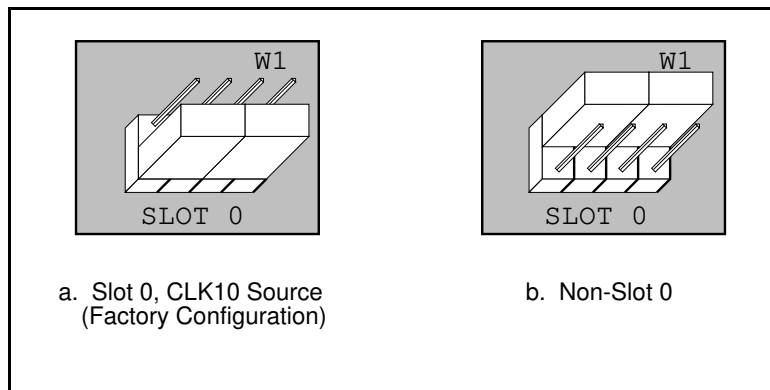 W1
SLOT 0
W1
SLOT 0
a. Slot 0, CLK10 Source
(Factory Configuration)
b. Non-Slot 0